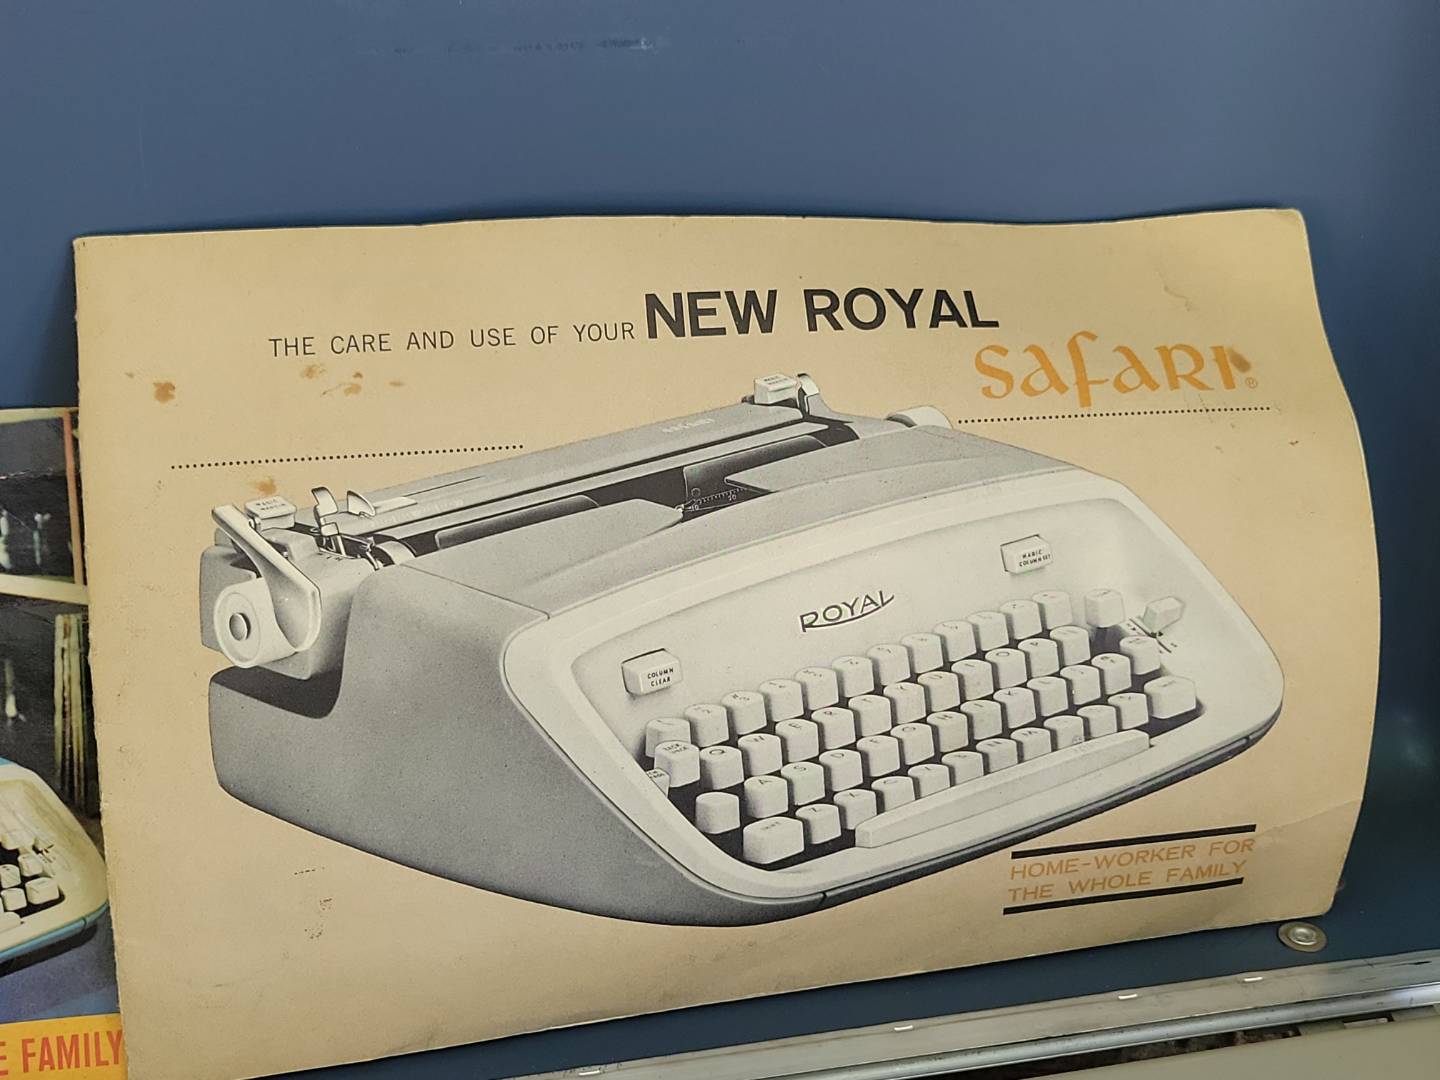 THE CARE AND USE OF YOUR NEW ROYAL
SAFARI®
MAGIC
COLUMN SET
ROYAL
COLUMN
CLEAR
Q W E R
A S D F G H
HOME-WORKER FOR
THE WHOLE FAMILY
E FAMILY